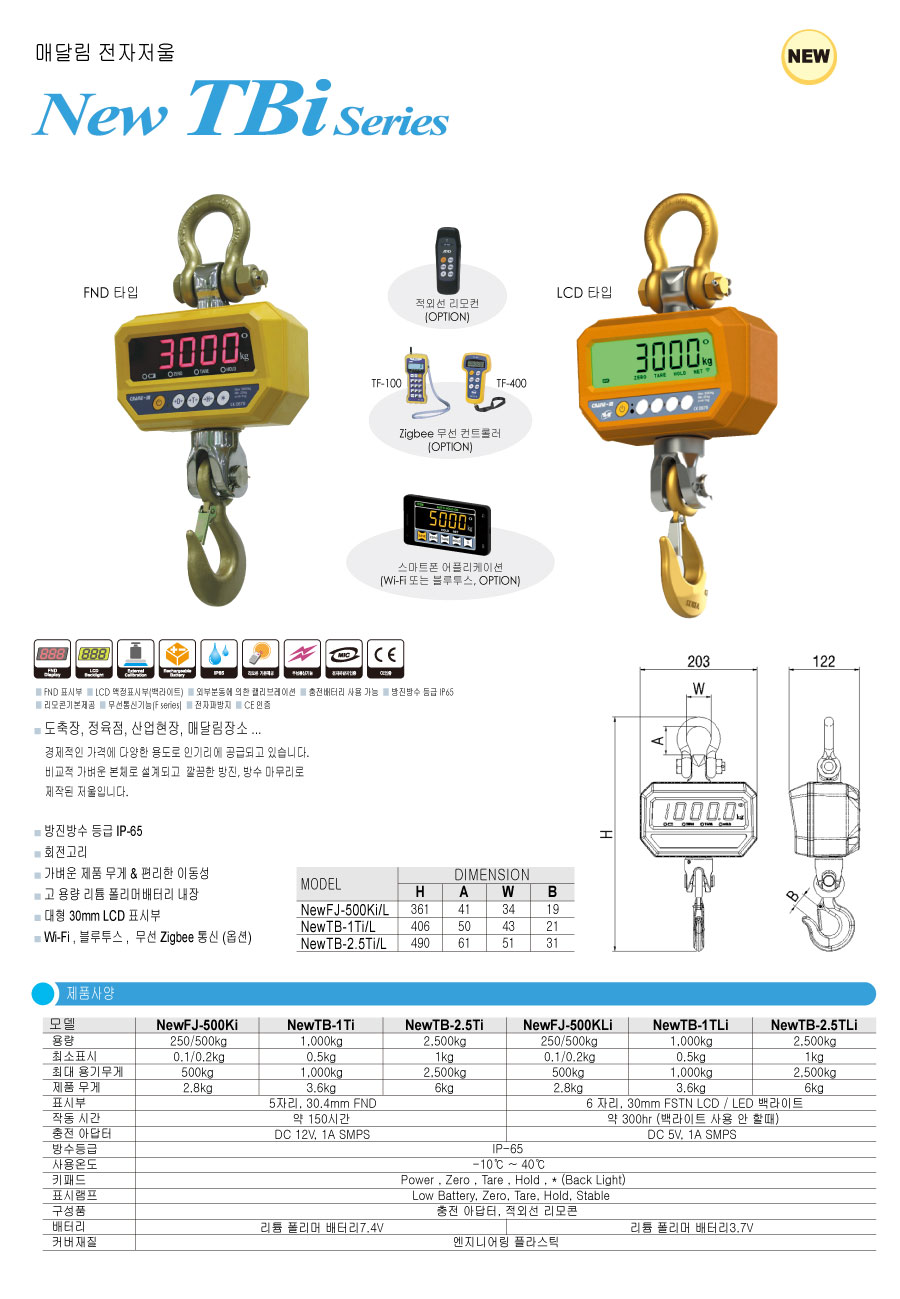 매달림 전자저울
NEW
New TBi Series
FND 타입
LCD 타입
적외선 리모컨
(OPTION)
3000 kg
ZERO TARE HOLD
3000 kg
ZERO TARE HOLD NET
TF-100
TF-400
Zigbee 무선 컨트롤러
(OPTION)
5000 kg
스마트폰 어플리케이션
(Wi-Fi 또는 블루투스, OPTION)
888 888 MIC CE
FND Display
LCD Backlight
External Calibration
Rechargeable Battery
IP65
FND 표시부 LCD 액정표시부(백라이트) 외부분동에 의한 캘리브레이션 충전배터리 사용 가능 방진방수 등급 IP65
리모콘기본제공 무선통신기능(F series) 전자파방지 CE 인증
도축장, 정육점, 산업현장, 매달림장소 ...
경제적인 가격에 다양한 용도로 인기리에 공급되고 있습니다.
비교적 가벼운 본체로 설계되고 깔끔한 방진, 방수 마무리로
제작된 저울입니다.
방진방수 등급 IP-65
회전고리
가벼운 제품 무게 & 편리한 이동성
고 용량 리튬 폴리머배터리 내장
대형 30mm LCD 표시부
Wi-Fi , 블루투스 , 무선 Zigbee 통신 (옵션)
MODEL DIMENSION
H A W B
NewFJ-500Ki/L 361 41 34 19
NewTB-1Ti/L 406 50 43 21
NewTB-2.5Ti/L 490 61 51 31
203 122
W
A
H
1000.0 kg
B
제품사양
모델 NewFJ-500Ki NewTB-1Ti NewTB-2.5Ti NewFJ-500KLi NewTB-1TLi NewTB-2.5TLi
용량 250/500kg 1,000kg 2,500kg 250/500kg 1,000kg 2,500kg
최소표시 0.1/0.2kg 0.5kg 1kg 0.1/0.2kg 0.5kg 1kg
최대 용기무게 500kg 1,000kg 2,500kg 500kg 1,000kg 2,500kg
제품 무게 2.8kg 3.6kg 6kg 2.8kg 3.6kg 6kg
표시부 5자리, 30.4mm FND 6 자리, 30mm FSTN LCD / LED 백라이트
작동 시간 약 150시간 약 300hr (백라이트 사용 안 할때)
충전 아답터 DC 12V, 1A SMPS DC 5V, 1A SMPS
방수등급 IP-65
사용온도 -10℃ ~ 40℃
키패드 Power , Zero , Tare , Hold , * (Back Light)
표시램프 Low Battery, Zero, Tare, Hold, Stable
구성품 충전 아답터, 적외선 리모콘
배터리 리튬 폴리머 배터리7.4V 리튬 폴리머 배터리3.7V
커버재질 엔지니어링 플라스틱